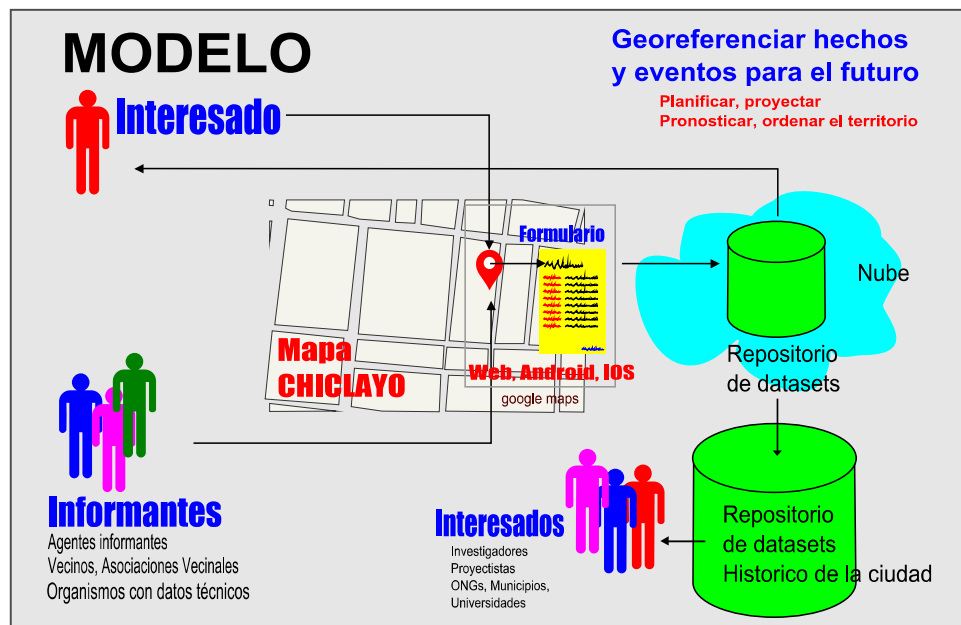 MODELO
Georeferenciar hechos
y eventos para el futuro
Planificar, proyectar
Pronosticar, ordenar el territorio
Interesado
Formulario
Nube
Mapa
CHICLAYO
Web, Android, IOS
google maps
Repositorio
de datasets
Informantes
Agentes informantes
Vecinos, Asociaciones Vecinales
Organismos con datos técnicos
Interesados
Investigadores
Proyectistas
ONGs, Municipios,
Universidades
Repositorio
de datasets
Historico de la ciudad